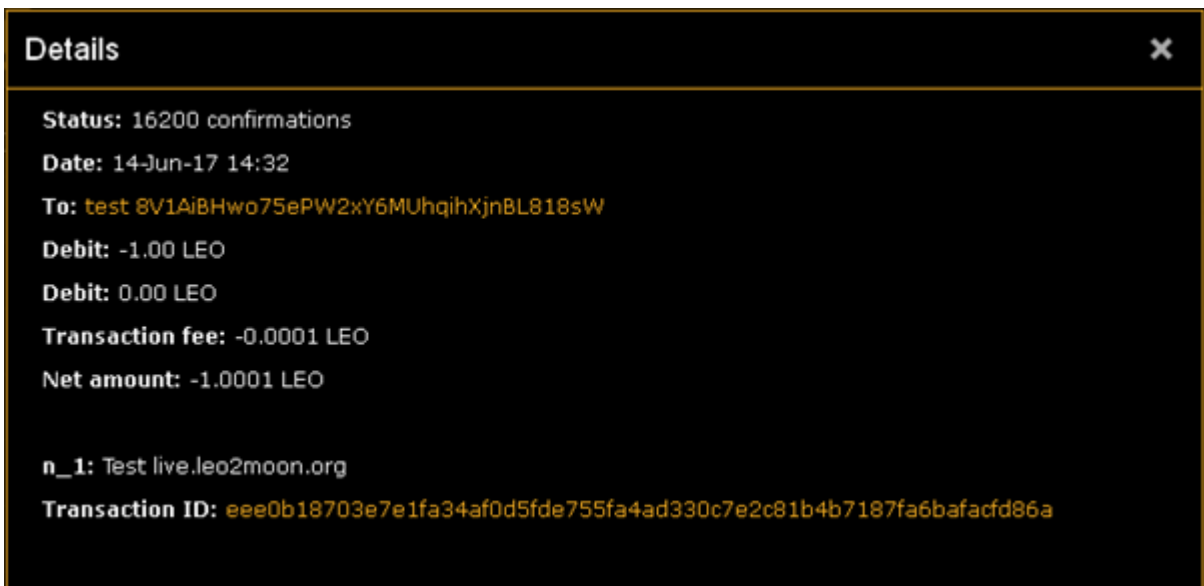 Details
Status: 16200 confirmations
Date: 14-Jun-17 14:32
To: test 8V1AiBHwo75ePW2xY6MUhqihXjnBL818sW
Debit: -1.00 LEO
Debit: 0.00 LEO
Transaction fee: -0.0001 LEO
Net amount: -1.0001 LEO
n_1: Test live.leo2moon.org
Transaction ID: eee0b18703e7e1fa34af0d5fde755fa4ad330c7e2c81b4b7187fa6bafacfd86a